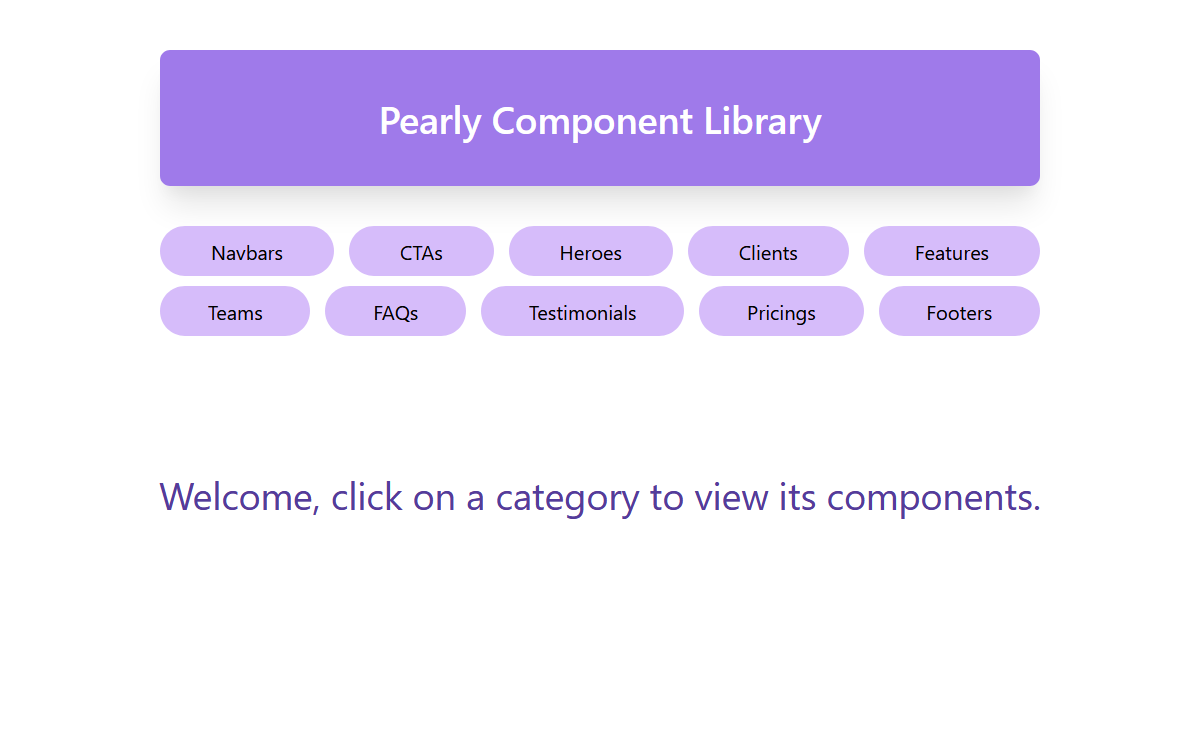 Pearly Component Library
Navbars CTAs Heroes Clients Features
Teams FAQs Testimonials Pricings Footers
Welcome, click on a category to view its components.